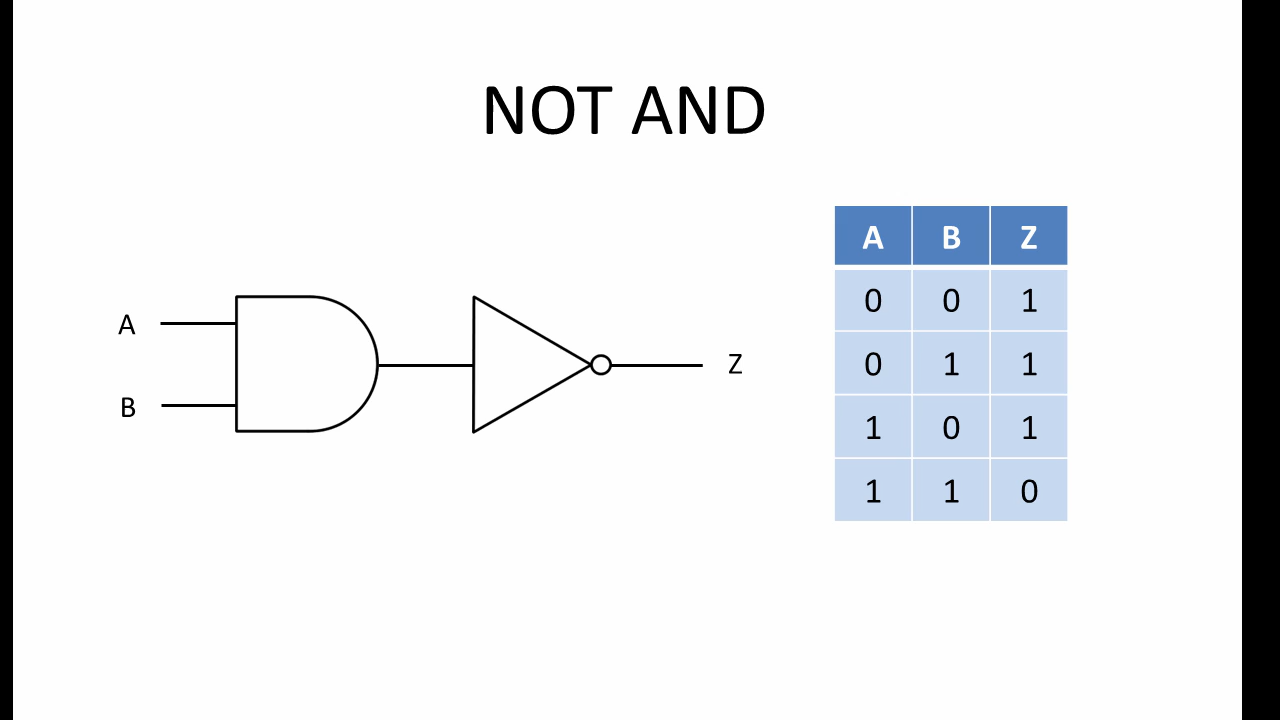 NOT AND
A
B
Z
A B Z
0 0 1
0 1 1
1 0 1
1 1 0